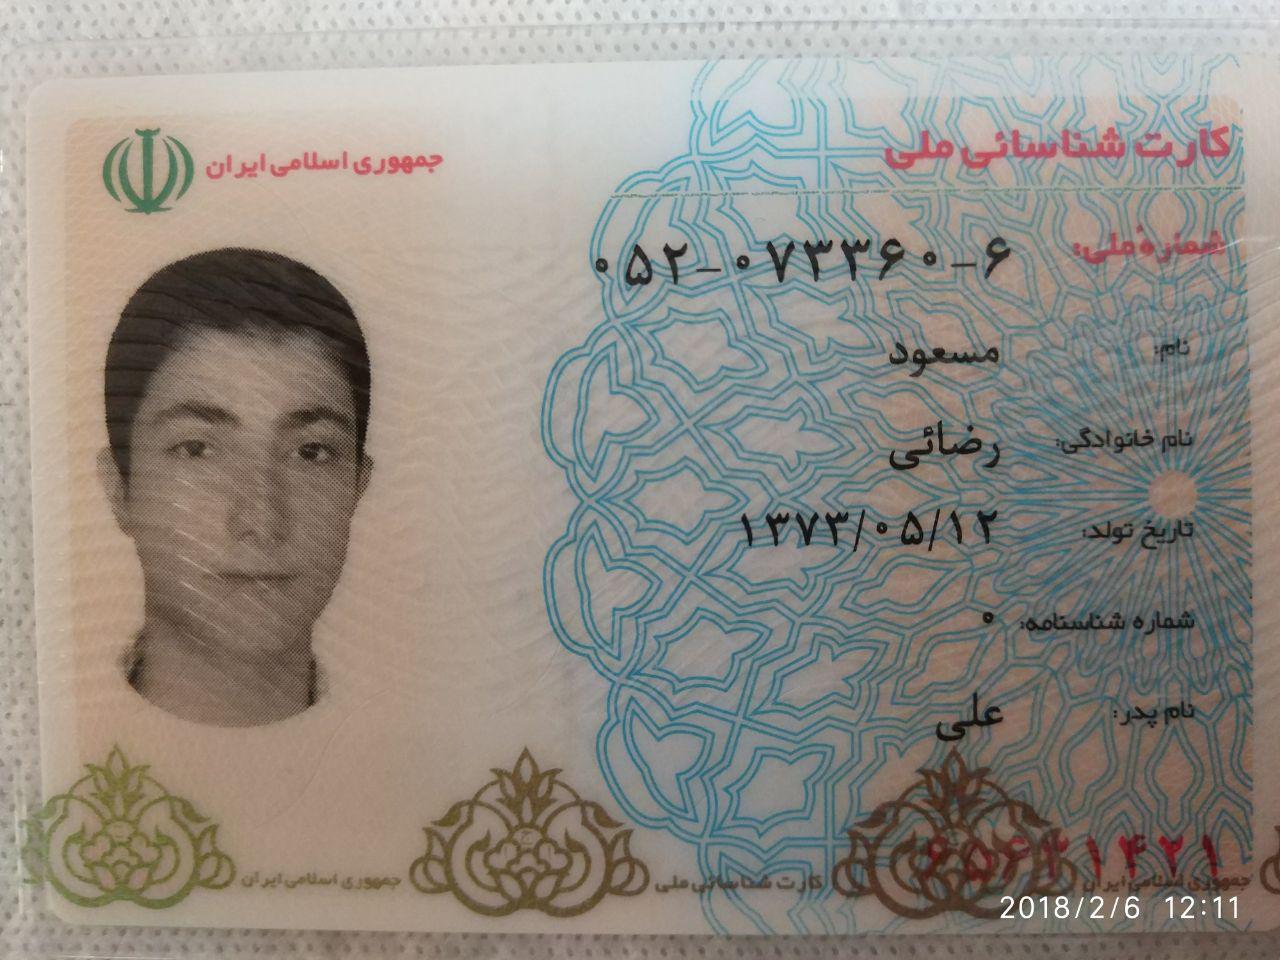 کارت شناسائی ملی
جمهوری اسلامی ایران
شماره ملی: ۰۵۲-۰۷۳۳۶۰-۶
نام: مسعود
نام خانوادگی: رضائی
تاریخ تولد: ۱۳۷۳/۰۵/۱۲
شماره شناسنامه: ۰
نام پدر: علی
جمهوری اسلامی ایران
کارت شناسائی ملی
جمهوری اسلامی ایران
2018/2/6 12:11